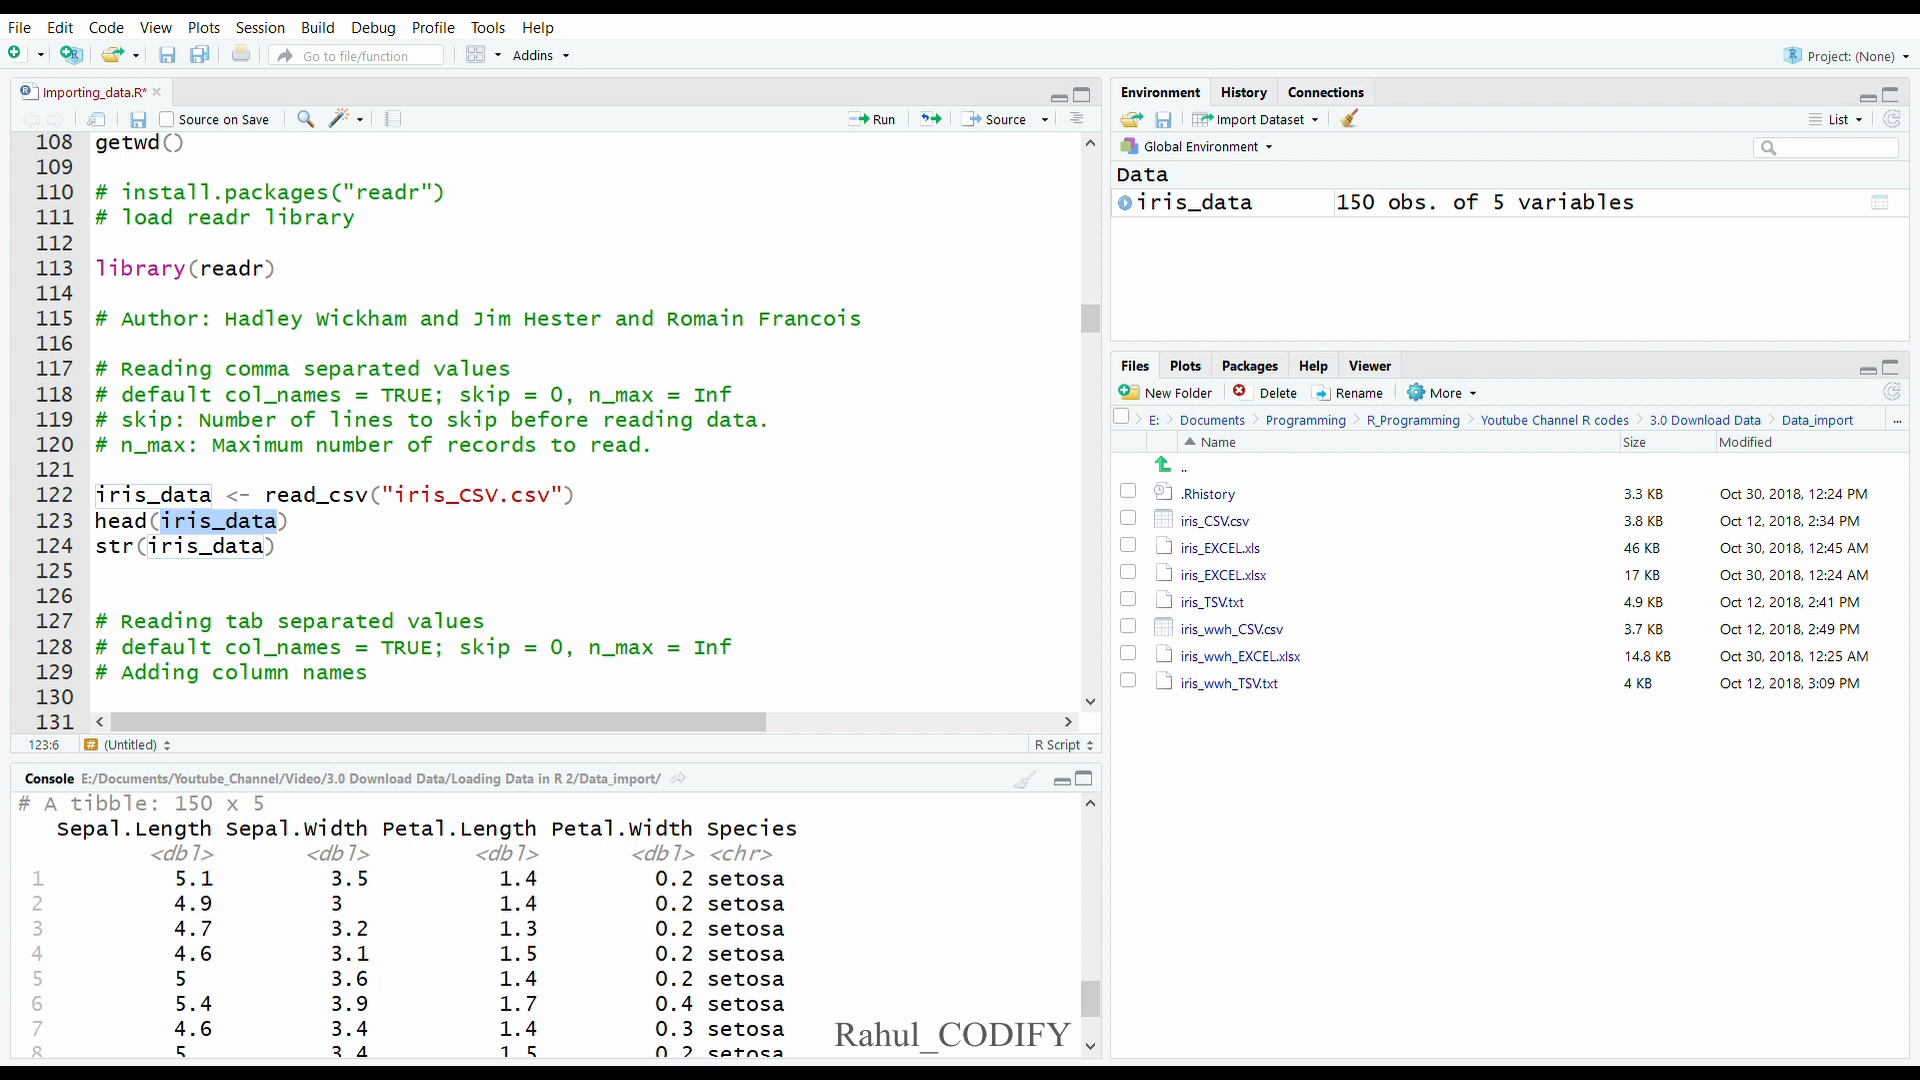 File Edit Code View Plots Session Build Debug Profile Tools Help
Go to file/function Addins Project: (None)
Importing_data.R*
Source on Save Run Source
108 getwd()
109
110 # install.packages("readr")
111 # load readr library
112
113 library(readr)
114
115 # Author: Hadley Wickham and Jim Hester and Romain Francois
116
117 # Reading comma separated values
118 # default col_names = TRUE; skip = 0, n_max = Inf
119 # skip: Number of lines to skip before reading data.
120 # n_max: Maximum number of records to read.
121
122 iris_data <- read_csv("iris_CSV.csv")
123 head(iris_data)
124 str(iris_data)
125
126
127 # Reading tab separated values
128 # default col_names = TRUE; skip = 0, n_max = Inf
129 # Adding column names
130
131
123:6 # (Untitled) R Script
Console E:/Documents/Youtube_Channel/Video/3.0 Download Data/Loading Data in R 2/Data_import/
# A tibble: 150 x 5
Sepal.Length Sepal.Width Petal.Length Petal.Width Species
<dbl> <dbl> <dbl> <dbl> <chr>
1 5.1 3.5 1.4 0.2 setosa
2 4.9 3 1.4 0.2 setosa
3 4.7 3.2 1.3 0.2 setosa
4 4.6 3.1 1.5 0.2 setosa
5 5 3.6 1.4 0.2 setosa
6 5.4 3.9 1.7 0.4 setosa
7 4.6 3.4 1.4 0.3 setosa
8 5 3.4 1.5 0.2 setosa
Rahul_CODIFY
Environment History Connections
Import Dataset List
Global Environment
Data
iris_data 150 obs. of 5 variables
Files Plots Packages Help Viewer
New Folder Delete Rename More
E: Documents Programming R_Programming Youtube Channel R codes 3.0 Download Data Data_import ...
Name Size Modified
..
.Rhistory 3.3 KB Oct 30, 2018, 12:24 PM
iris_CSV.csv 3.8 KB Oct 12, 2018, 2:34 PM
iris_EXCEL.xls 46 KB Oct 30, 2018, 12:45 AM
iris_EXCEL.xlsx 17 KB Oct 30, 2018, 12:24 AM
iris_TSV.txt 4.9 KB Oct 12, 2018, 2:41 PM
iris_wwh_CSV.csv 3.7 KB Oct 12, 2018, 2:49 PM
iris_wwh_EXCEL.xlsx 14.8 KB Oct 30, 2018, 12:25 AM
iris_wwh_TSV.txt 4 KB Oct 12, 2018, 3:09 PM